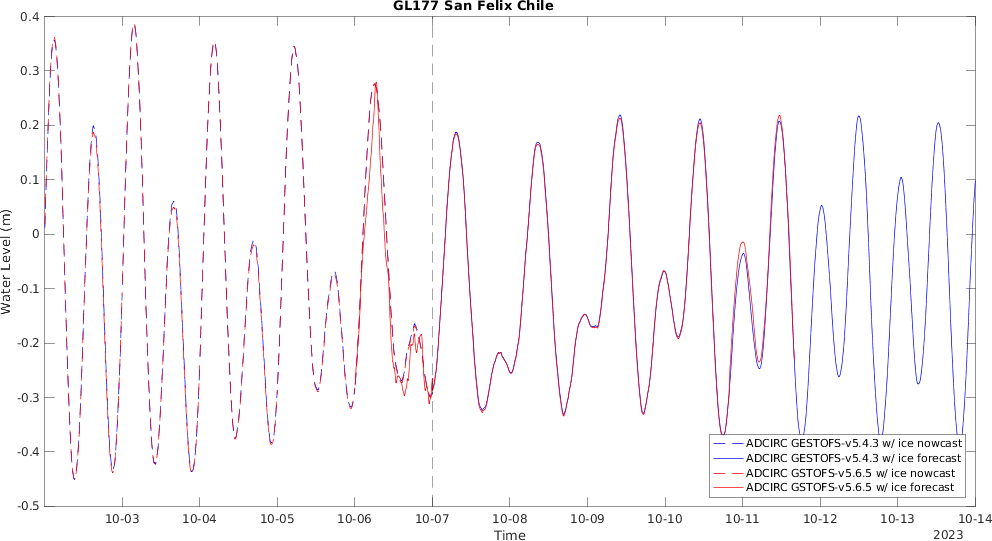 GL177 San Felix Chile
0.4
0.3
0.2
0.1
0
-0.1
-0.2
-0.3
-0.4
-0.5
Water Level (m)
10-03 10-04 10-05 10-06 10-07 10-08 10-09 10-10 10-11 10-12 10-13 10-14
Time
2023
ADCIRC GESTOFS-v5.4.3 w/ ice nowcast
ADCIRC GESTOFS-v5.4.3 w/ ice forecast
ADCIRC GSTOFS-v5.6.5 w/ ice nowcast
ADCIRC GSTOFS-v5.6.5 w/ ice forecast